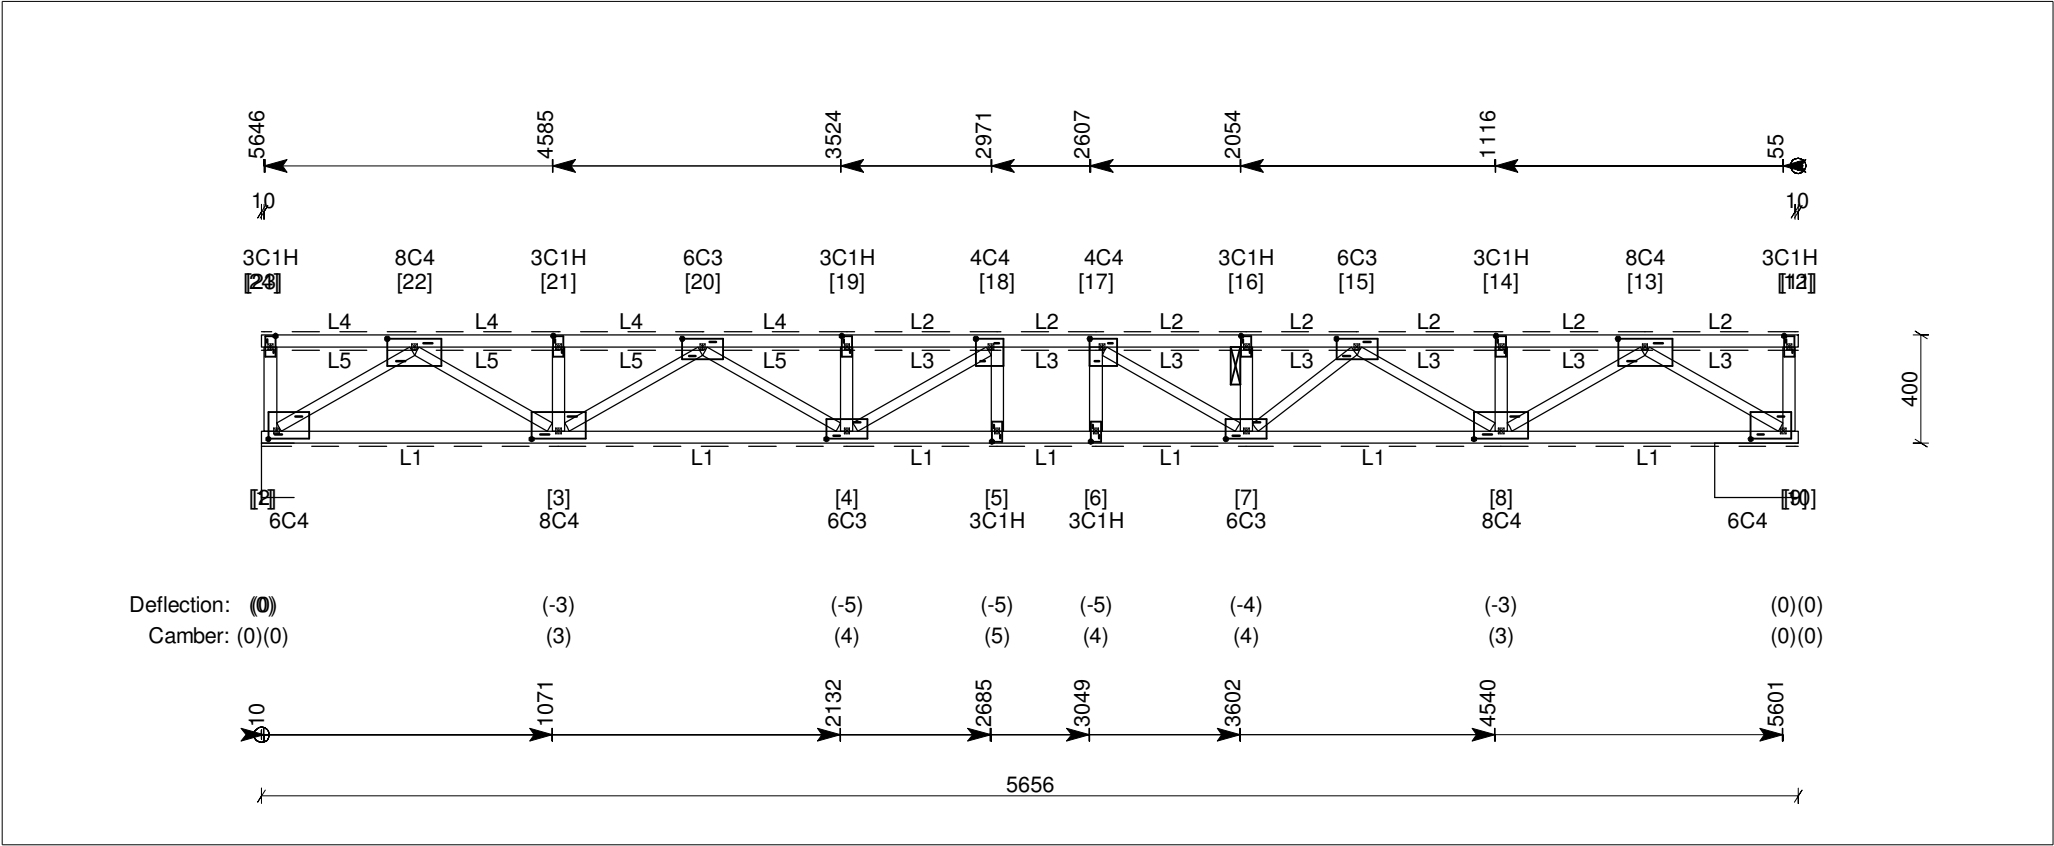 5646 4585 3524 2971 2607 2054 1116 55
10 10
3C1H 8C4 3C1H 6C3 3C1H 4C4 4C4 3C1H 6C3 3C1H 8C4 3C1H
[22] [21] [20] [19] [18] [17] [16] [15] [14] [13]
L4 L4 L4 L4 L2 L2 L2 L2 L2 L2 L2
L5 L5 L5 L5 L3 L3 L3 L3 L3 L3 L3
400
L1 L1 L1 L1 L1 L1 L1
[3] [4] [5] [6] [7] [8]
6C4 8C4 6C3 3C1H 3C1H 6C3 8C4 6C4
Deflection: (0) (-3) (-5) (-5) (-5) (-4) (-3) (0)(0)
Camber: (0)(0) (3) (4) (5) (4) (4) (3) (0)(0)
10 1071 2132 2685 3049 3602 4540 5601
5656